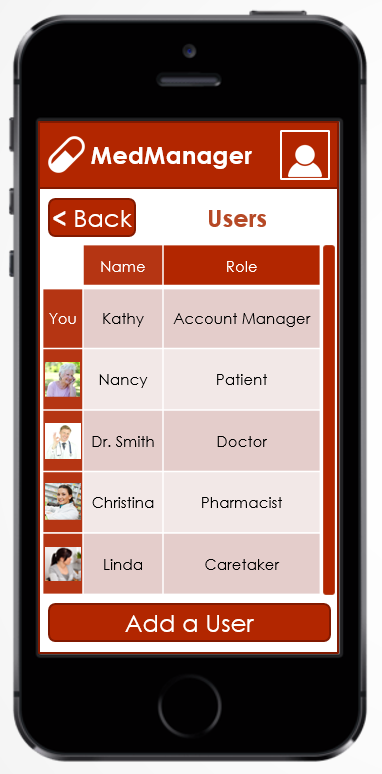 MedManager
< Back
Users
Name Role
You Kathy Account Manager
Nancy Patient
Dr. Smith Doctor
Christina Pharmacist
Linda Caretaker
Add a User